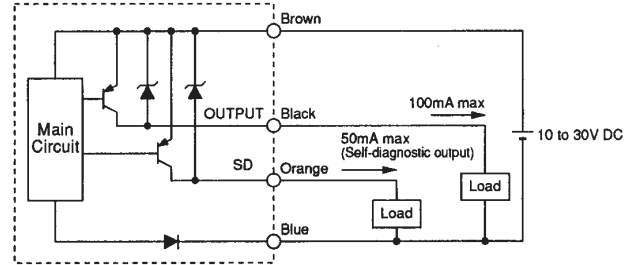 Brown
Main
Circuit
OUTPUT
Black
100mA max
50mA max
(Self-diagnostic output)
10 to 30V DC
SD
Orange
Load
Load
Blue